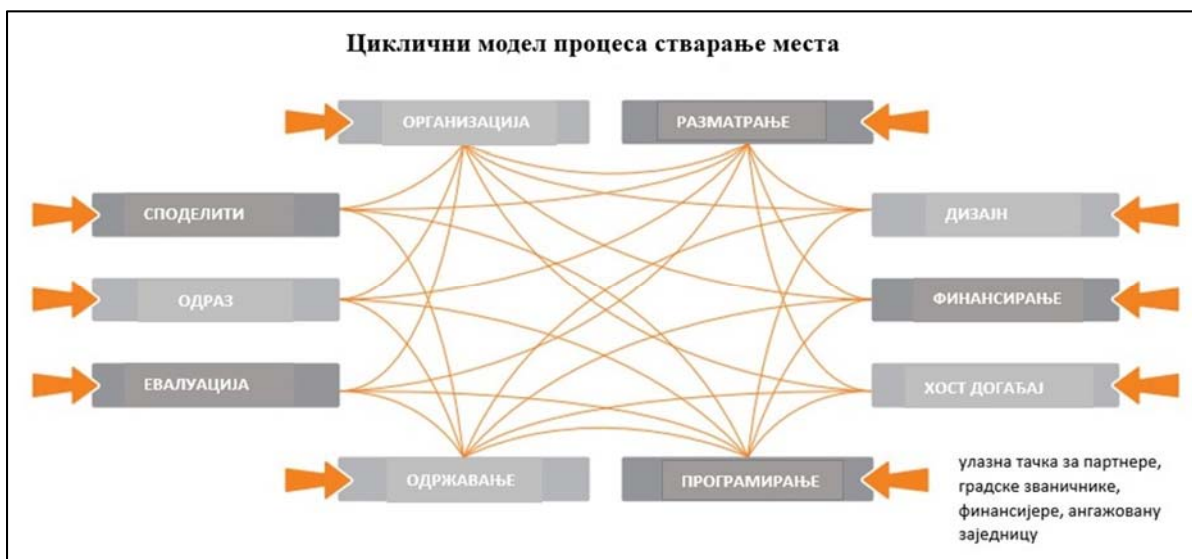 Циклични модел процеса стварање места
ОРГАНИЗАЦИЈА
РАЗМАТРАЊЕ
СПОДЕЛИТИ
ДИЗАЈН
ОДРАЗ
ФИНАНСИРАЊЕ
ЕВАЛУАЦИЈА
ХОСТ ДОГАЂАЈ
ОДРЖАВАЊЕ
ПРОГРАМИРАЊЕ
улазна тачка за партнере,
градске званичнике,
финансијере, ангажовану
заједницу